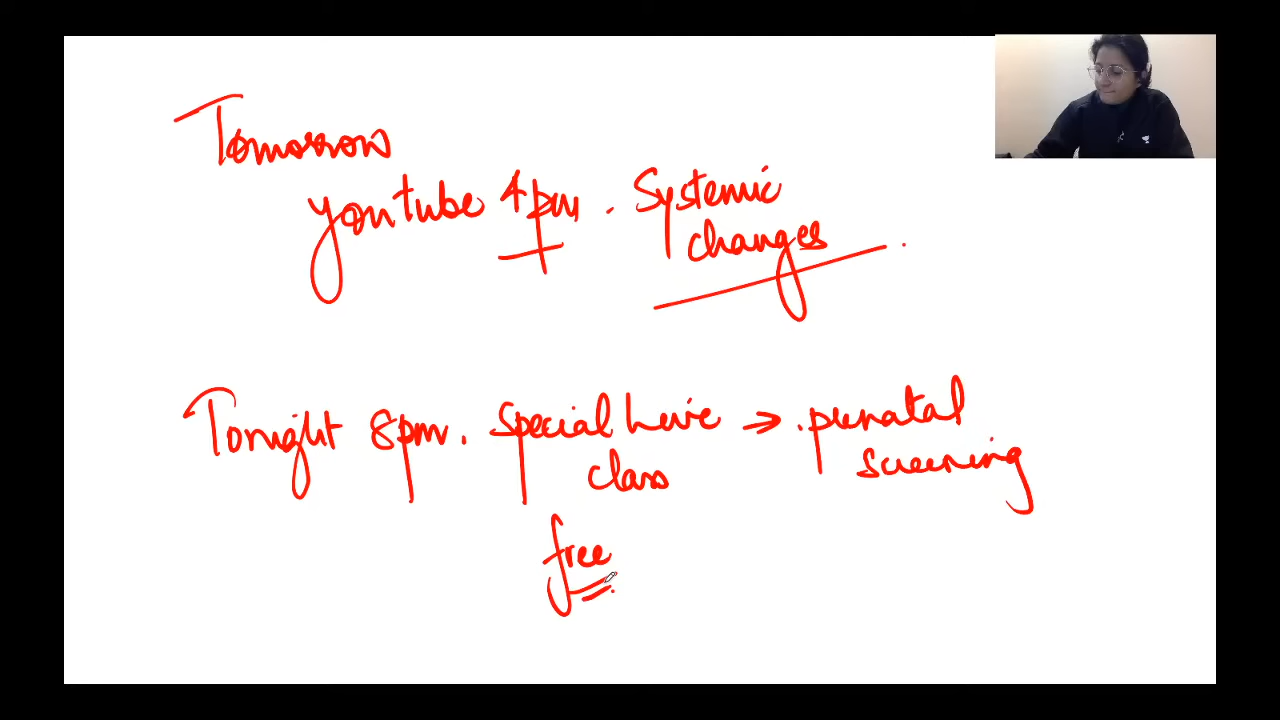 Tomorrow
youtube 4pm. Systemic
changes.
Tonight 8pm. Special Live → prenatal
class screening
free